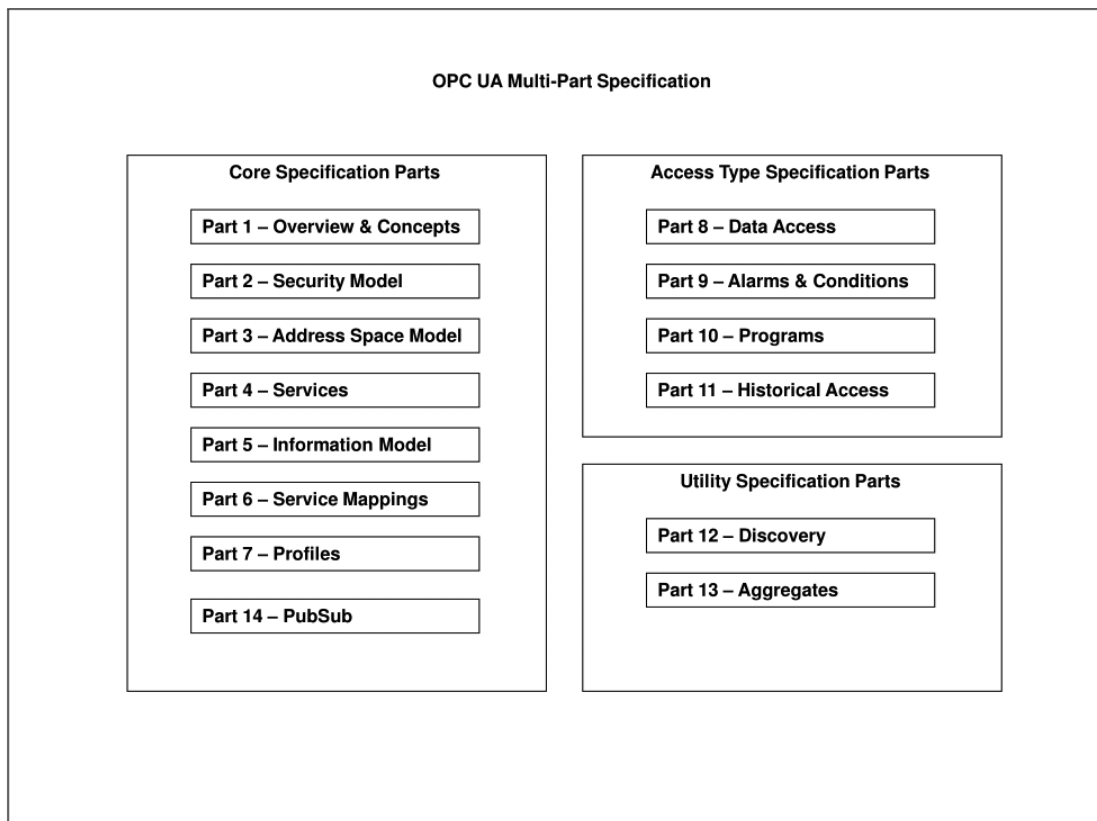 OPC UA Multi-Part Specification
Core Specification Parts
Part 1 – Overview & Concepts
Part 2 – Security Model
Part 3 – Address Space Model
Part 4 – Services
Part 5 – Information Model
Part 6 – Service Mappings
Part 7 – Profiles
Part 14 – PubSub
Access Type Specification Parts
Part 8 – Data Access
Part 9 – Alarms & Conditions
Part 10 – Programs
Part 11 – Historical Access
Utility Specification Parts
Part 12 – Discovery
Part 13 – Aggregates